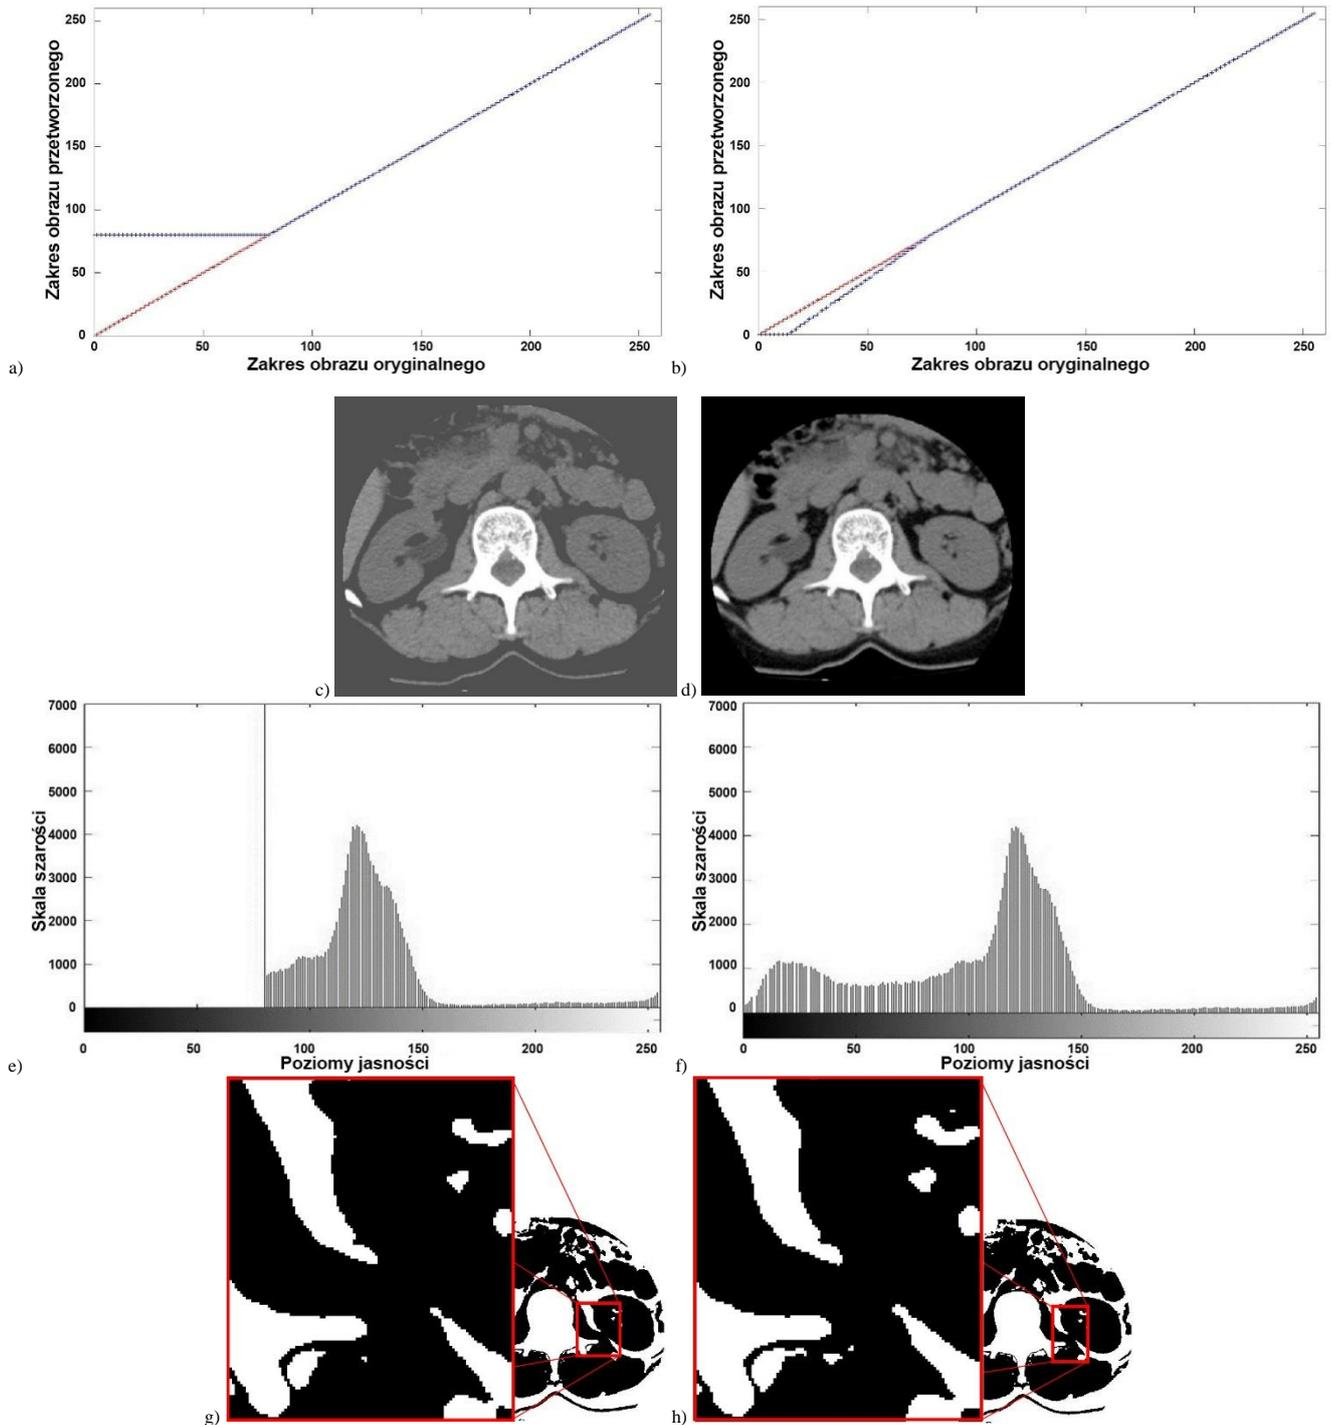 Zakres obrazu przetworzonego
250
200
150
100
50
0
0 50 100 150 200 250
Zakres obrazu oryginalnego
a)
Zakres obrazu przetworzonego
250
200
150
100
50
0
0 50 100 150 200 250
Zakres obrazu oryginalnego
b)
c)
d)
Skala szarości
7000
6000
5000
4000
3000
2000
1000
0
0 50 100 150 200 250
Poziomy jasności
e)
Skala szarości
7000
6000
5000
4000
3000
2000
1000
0
0 50 100 150 200 250
Poziomy jasności
f)
g)
h)